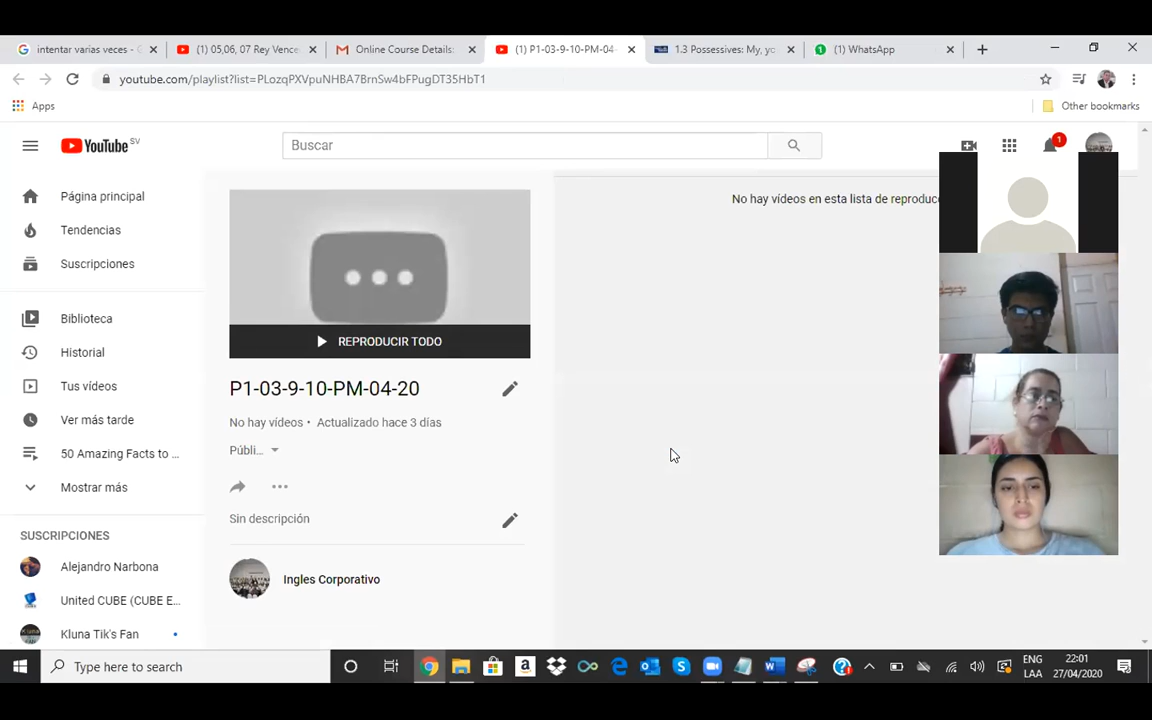 intentar varias veces - G
(1) 05,06, 07 Rey Vence
Online Course Details:
(1) P1-03-9-10-PM-04-
1.3 Possessives: My, yo
(1) WhatsApp
youtube.com/playlist?list=PLozqPXVpuNHBA7BrnSw4bFPugDT35HbT1
Apps
Other bookmarks
YouTube SV
Buscar
1
Página principal
Tendencias
Suscripciones
Biblioteca
Historial
Tus vídeos
Ver más tarde
50 Amazing Facts to ...
Mostrar más
SUSCRIPCIONES
Alejandro Narbona
United CUBE (CUBE E...
Kluna Tik's Fan
REPRODUCIR TODO
P1-03-9-10-PM-04-20
No hay vídeos • Actualizado hace 3 días
Públi...
Sin descripción
Ingles Corporativo
No hay vídeos en esta lista de reproducc
Type here to search
ENG
LAA
22:01
27/04/2020